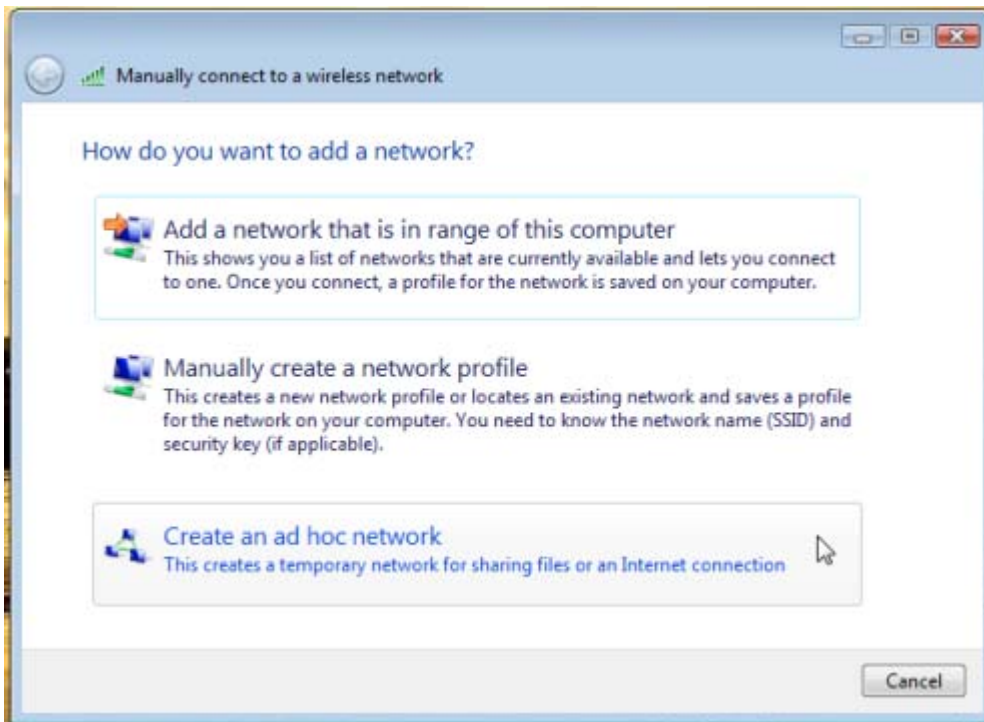 Manually connect to a wireless network
How do you want to add a network?
Add a network that is in range of this computer
This shows you a list of networks that are currently available and lets you connect
to one. Once you connect, a profile for the network is saved on your computer.
Manually create a network profile
This creates a new network profile or locates an existing network and saves a profile
for the network on your computer. You need to know the network name (SSID) and
security key (if applicable).
Create an ad hoc network
This creates a temporary network for sharing files or an Internet connection
Cancel